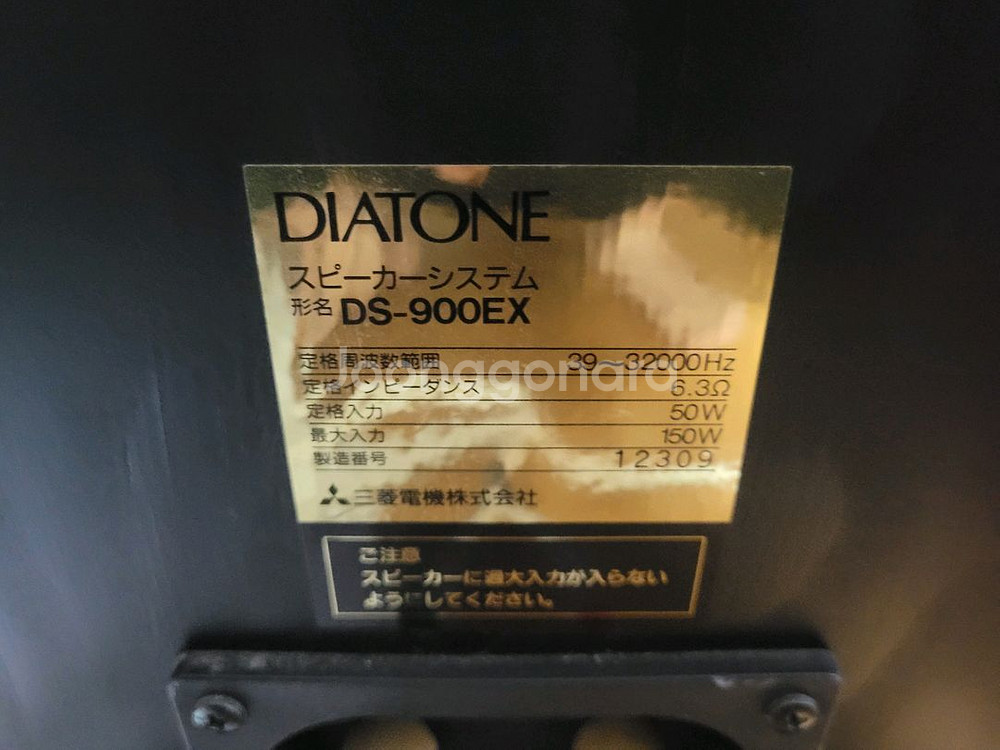 DIATONE
スピーカーシステム
形名 DS-900EX
定格周波数範囲 39～32000Hz
定格インピーダンス 6.3Ω
定格入力 50W
最大入力 150W
製造番号 12309
三菱電機株式会社
ご注意
スピーカーに過大入力が入らない
ようにしてください。
Joonggonara